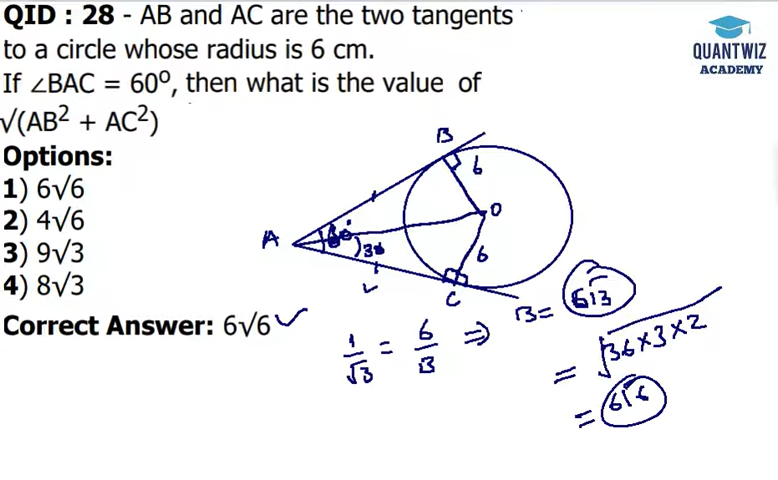 QID : 28 - AB and AC are the two tangents
to a circle whose radius is 6 cm.
If ∠BAC = 60⁰, then what is the value of
√(AB² + AC²)
QUANTWIZ
ACADEMY
Options:
1) 6√6
2) 4√6
3) 9√3
4) 8√3
Correct Answer: 6√6
B
6
O
A
30
6
C
1/√3 = 6/B ⇒ B = 6√3
= √36×3×2
= 6√6